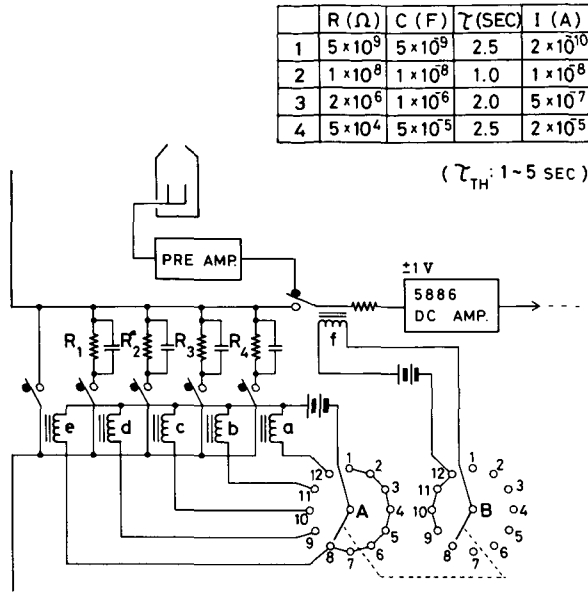 R (Ω) C (F) τ (SEC) I (A)
1 5×10⁹ 5×10⁻⁹ 2.5 2×10⁻¹⁰
2 1×10⁸ 1×10⁻⁸ 1.0 1×10⁻⁸
3 2×10⁶ 1×10⁻⁶ 2.0 5×10⁻⁷
4 5×10⁴ 5×10⁻⁵ 2.5 2×10⁻⁵
(τ_TH: 1~5 SEC)
PRE AMP.
±1 V
5886
DC AMP.
f
R₁ R₂ R₃ R₄
e d c b a
12 1 2 3 4 5 6 7 8 9 10 11
A
12 1 2 3 4 5 6 7 8 9 10 11
B